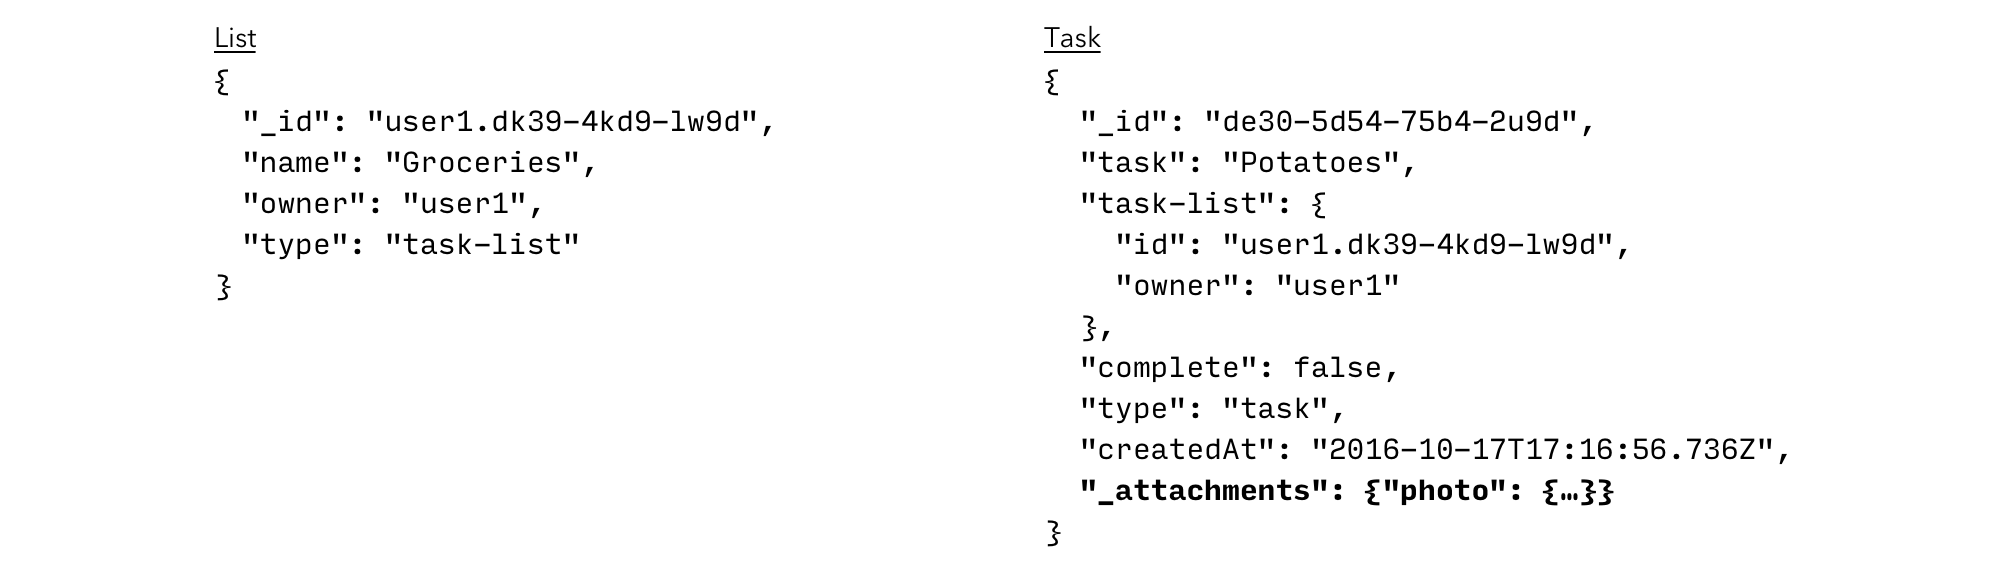 List
{
  "_id": "user1.dk39-4kd9-lw9d",
  "name": "Groceries",
  "owner": "user1",
  "type": "task-list"
}
Task
{
  "_id": "de30-5d54-75b4-2u9d",
  "task": "Potatoes",
  "task-list": {
    "id": "user1.dk39-4kd9-lw9d",
    "owner": "user1"
  },
  "complete": false,
  "type": "task",
  "createdAt": "2016-10-17T17:16:56.736Z",
  "_attachments": {"photo": {…}}
}